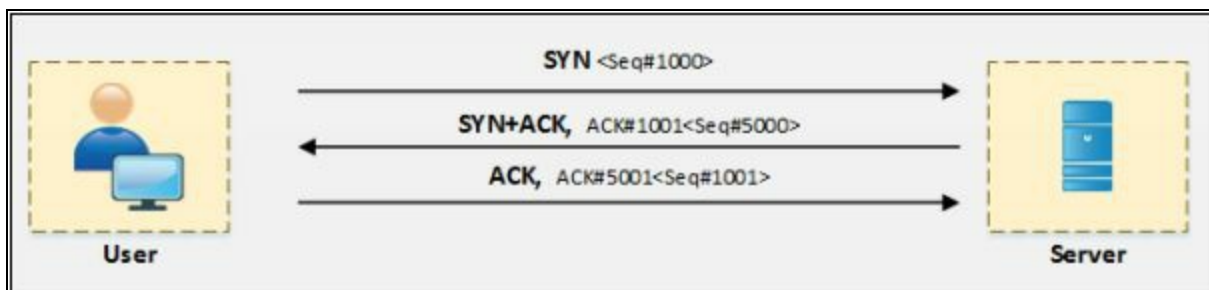 SYN <Seq#1000>
SYN+ACK, ACK#1001<Seq#5000>
ACK, ACK#5001<Seq#1001>
User
Server